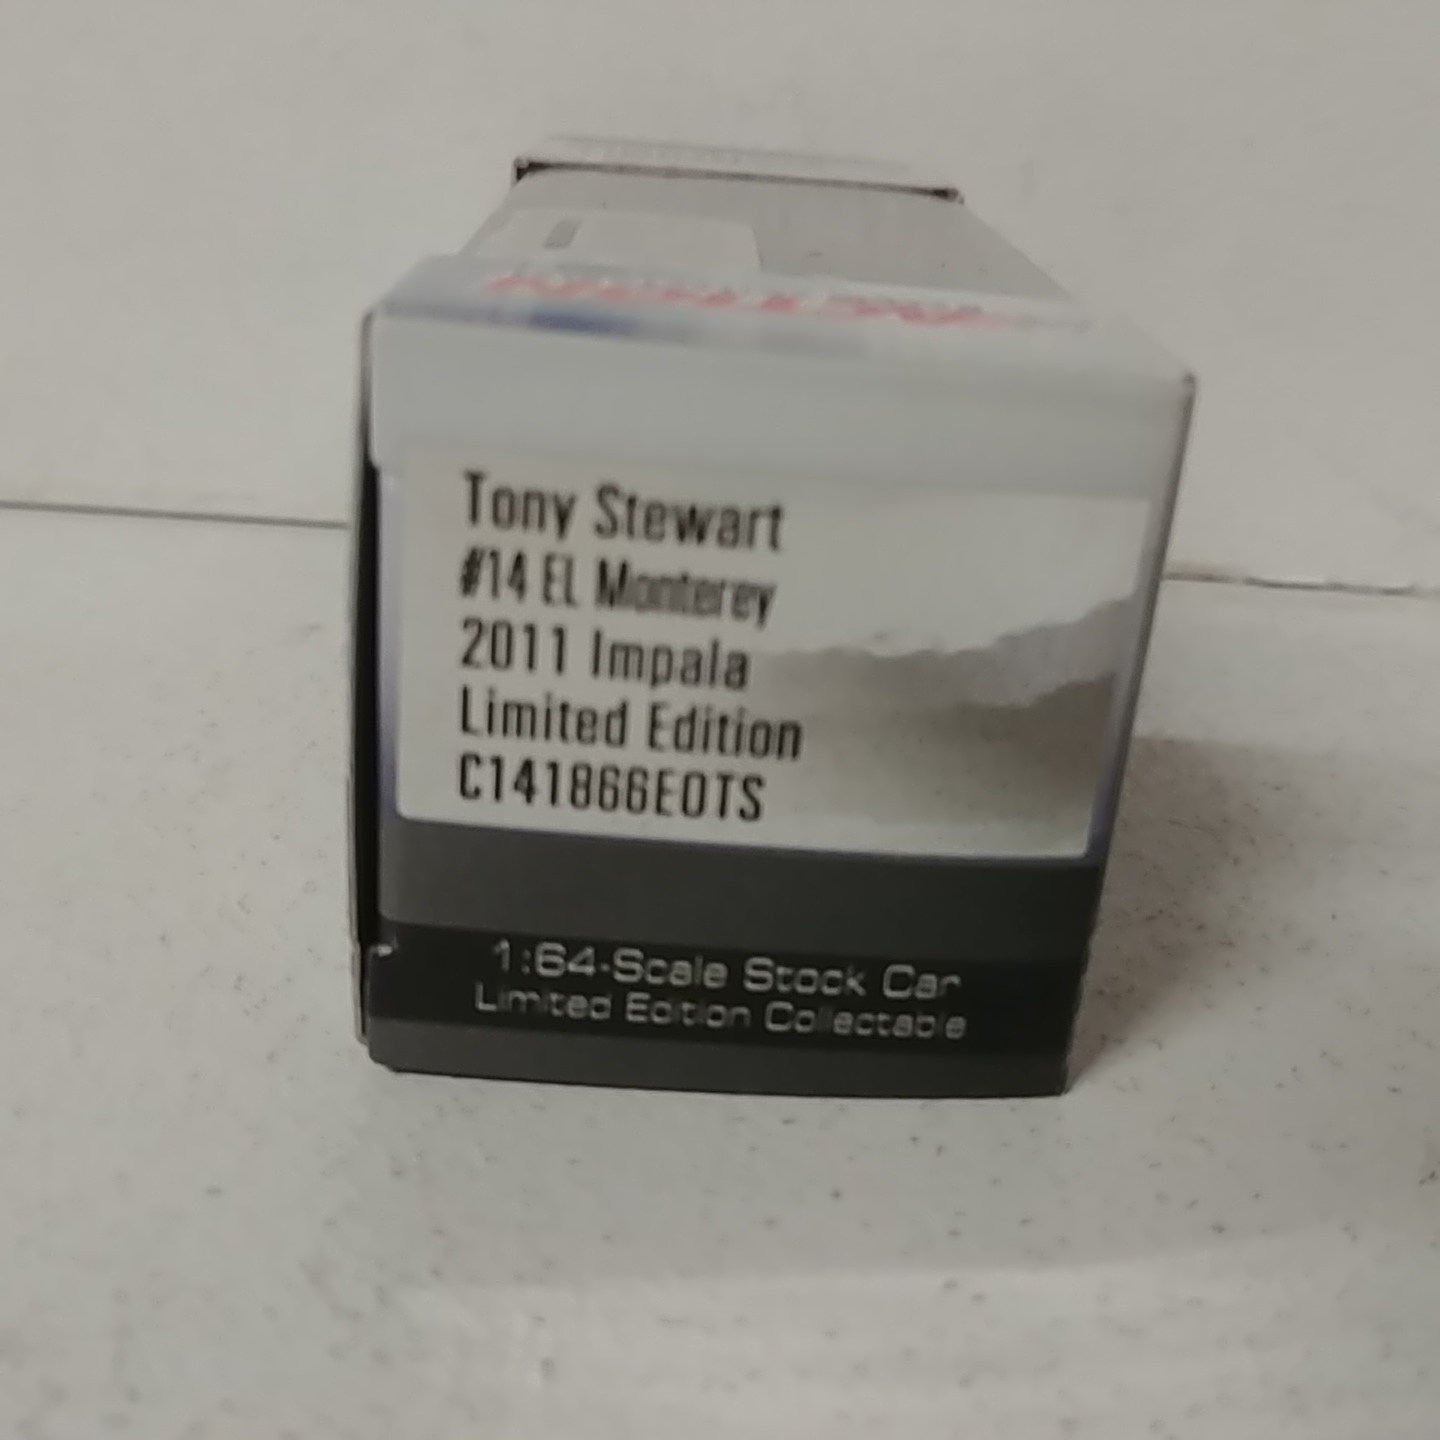 Tony Stewart
#14 EL Monterey
2011 Impala
Limited Edition
C141866EOTS
1:64-Scale Stock Car
Limited Edition Collectable